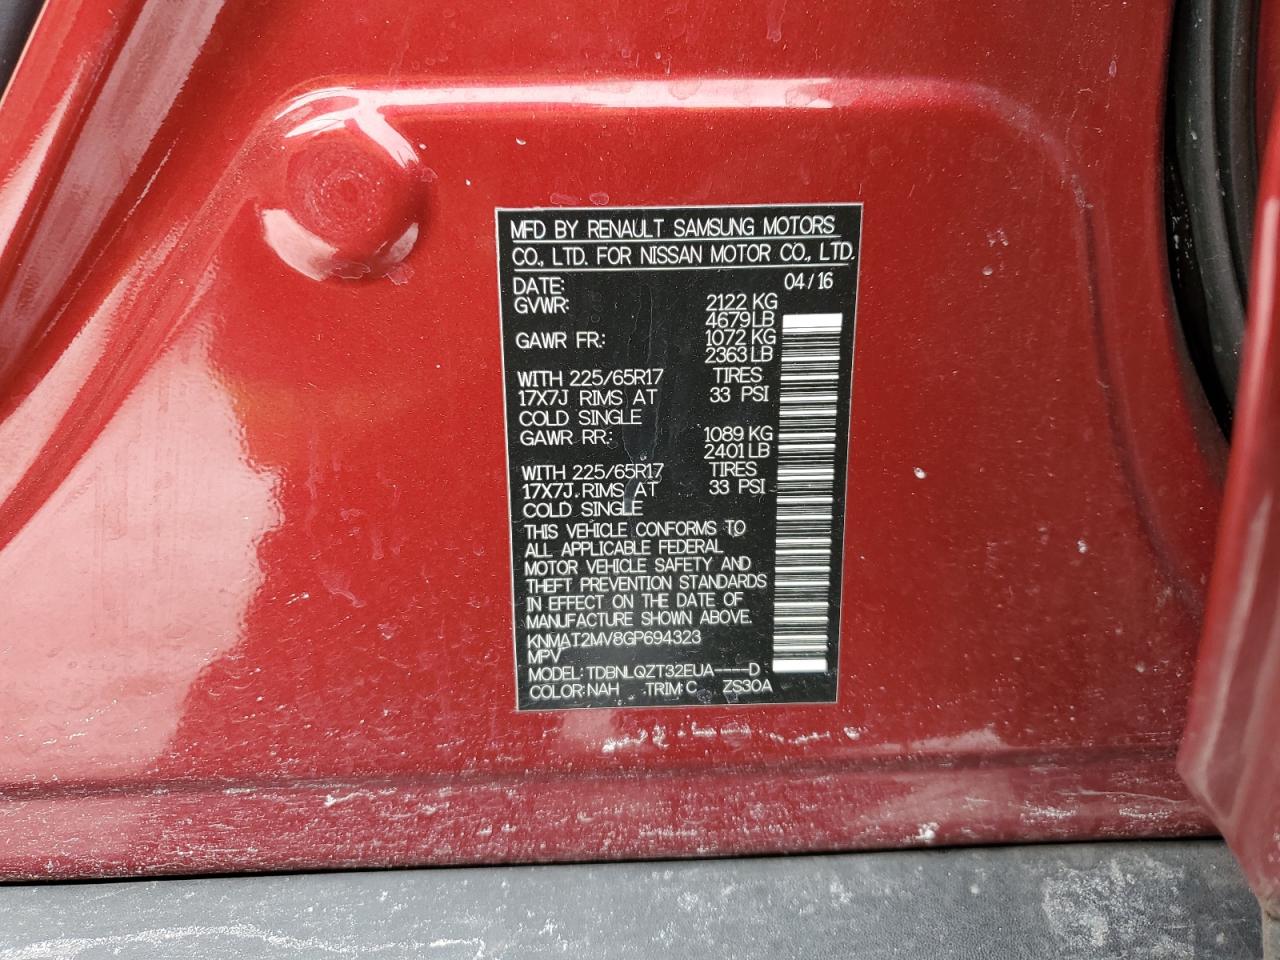 MFD BY RENAULT SAMSUNG MOTORS
CO., LTD. FOR NISSAN MOTOR CO., LTD.
DATE: 04/16
GVWR: 2122 KG
4679 LB
GAWR FR: 1072 KG
2363 LB
WITH 225/65R17 TIRES
17X7J RIMS AT 33 PSI
COLD SINGLE
GAWR RR: 1089 KG
2401 LB
WITH 225/65R17 TIRES
17X7J RIMS AT 33 PSI
COLD SINGLE
THIS VEHICLE CONFORMS TO
ALL APPLICABLE FEDERAL
MOTOR VEHICLE SAFETY AND
THEFT PREVENTION STANDARDS
IN EFFECT ON THE DATE OF
MANUFACTURE SHOWN ABOVE.
KNMAT2MV8GP694323
MPV
MODEL: TDBNLQZT32EUA----D
COLOR: NAH TRIM: C ZS30A